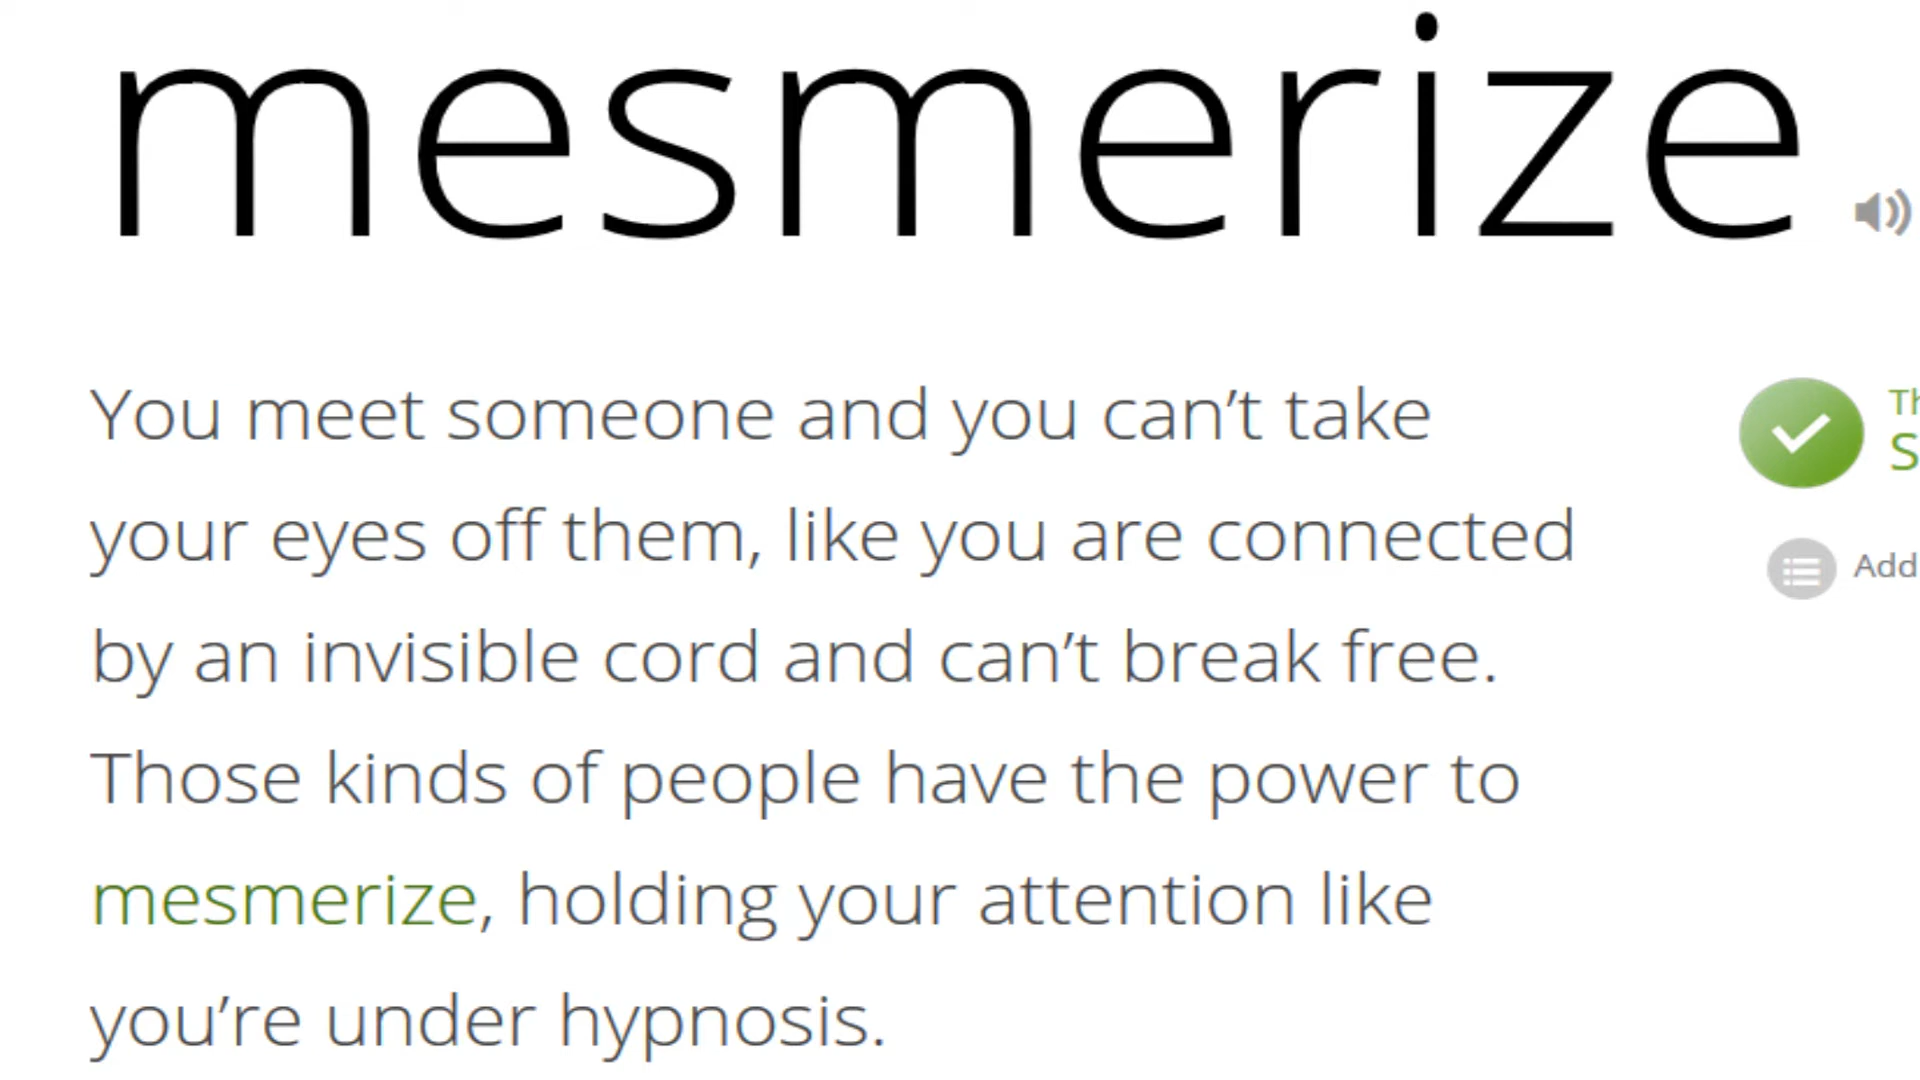 mesmerize
You meet someone and you can’t take
your eyes off them, like you are connected
by an invisible cord and can’t break free.
Those kinds of people have the power to
mesmerize, holding your attention like
you’re under hypnosis.
Th
S
Add